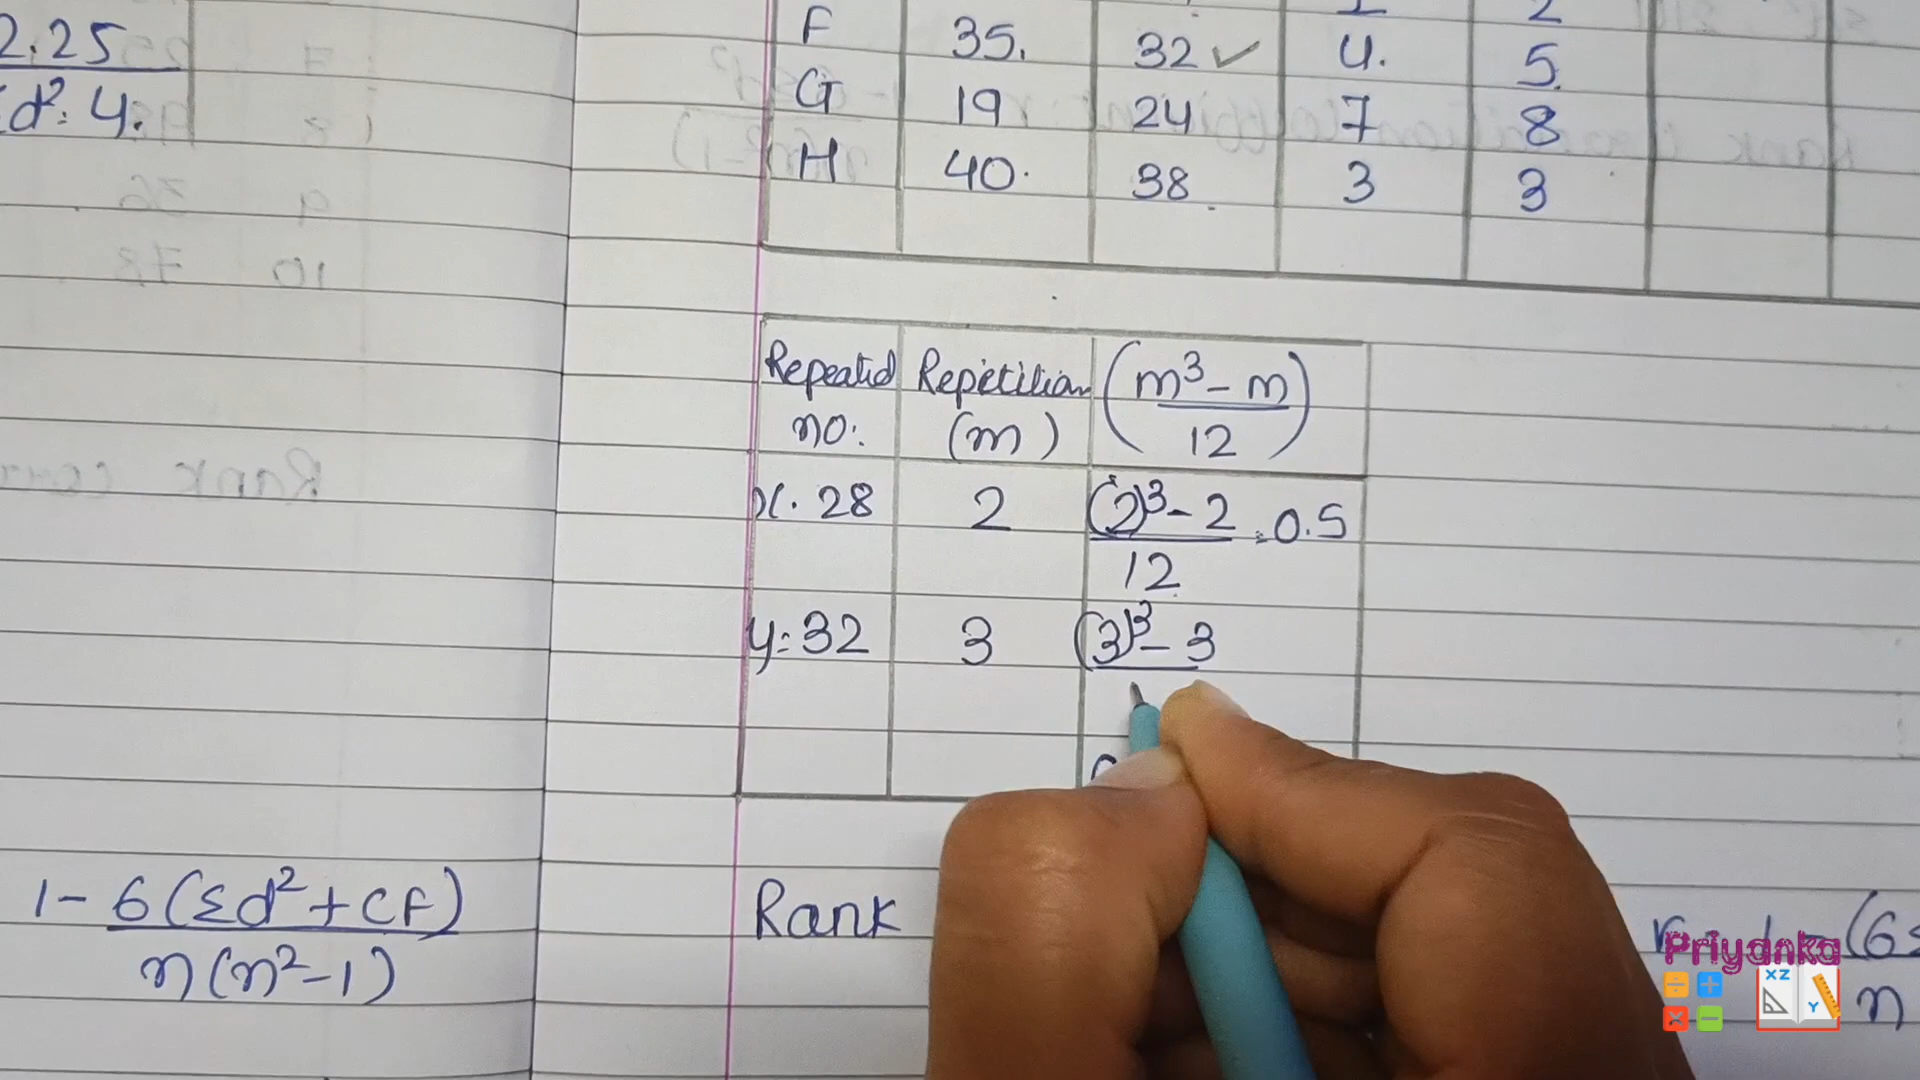 2.25
d²: 4.
F 35. 32 ✓ 4. 5.
G 19 24 7 8
H 40. 38 3 3
Repeated no:
Repetition (m)
(m³ - m / 12)
x. 28 2 (2)³ - 2 / 12 = 0.5
y = 32 3 (3)³ - 3
1 - 6(Σd² + CF) / n(n² - 1)
Rank
Priyanka
XZ
Y
n